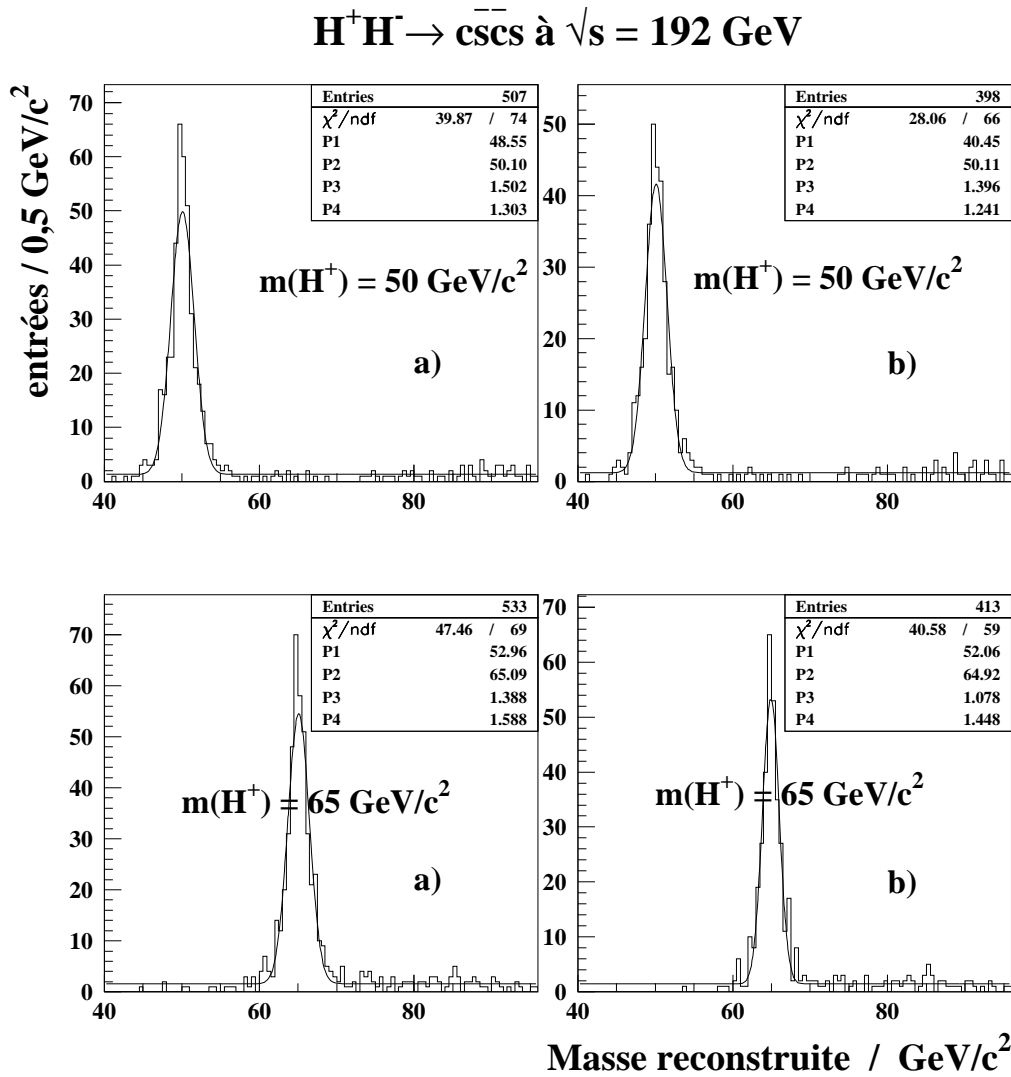 H⁺H⁻→ cs̄c̄s à √s = 192 GeV
entrées / 0,5 GeV/c²
Entries 507
χ²/ndf 39.87 / 74
P1 48.55
P2 50.10
P3 1.502
P4 1.303
m(H⁺) = 50 GeV/c²
a)
70
60
50
40
30
20
10
0
40 60 80
Entries 398
χ²/ndf 28.06 / 66
P1 40.45
P2 50.11
P3 1.396
P4 1.241
m(H⁺) = 50 GeV/c²
b)
50
40
30
20
10
0
40 60 80
Entries 533
χ²/ndf 47.46 / 69
P1 52.96
P2 65.09
P3 1.388
P4 1.588
m(H⁺) = 65 GeV/c²
a)
70
60
50
40
30
20
10
0
40 60 80
Entries 413
χ²/ndf 40.58 / 59
P1 52.06
P2 64.92
P3 1.078
P4 1.448
m(H⁺) = 65 GeV/c²
b)
70
60
50
40
30
20
10
0
40 60 80
Masse reconstruite / GeV/c²